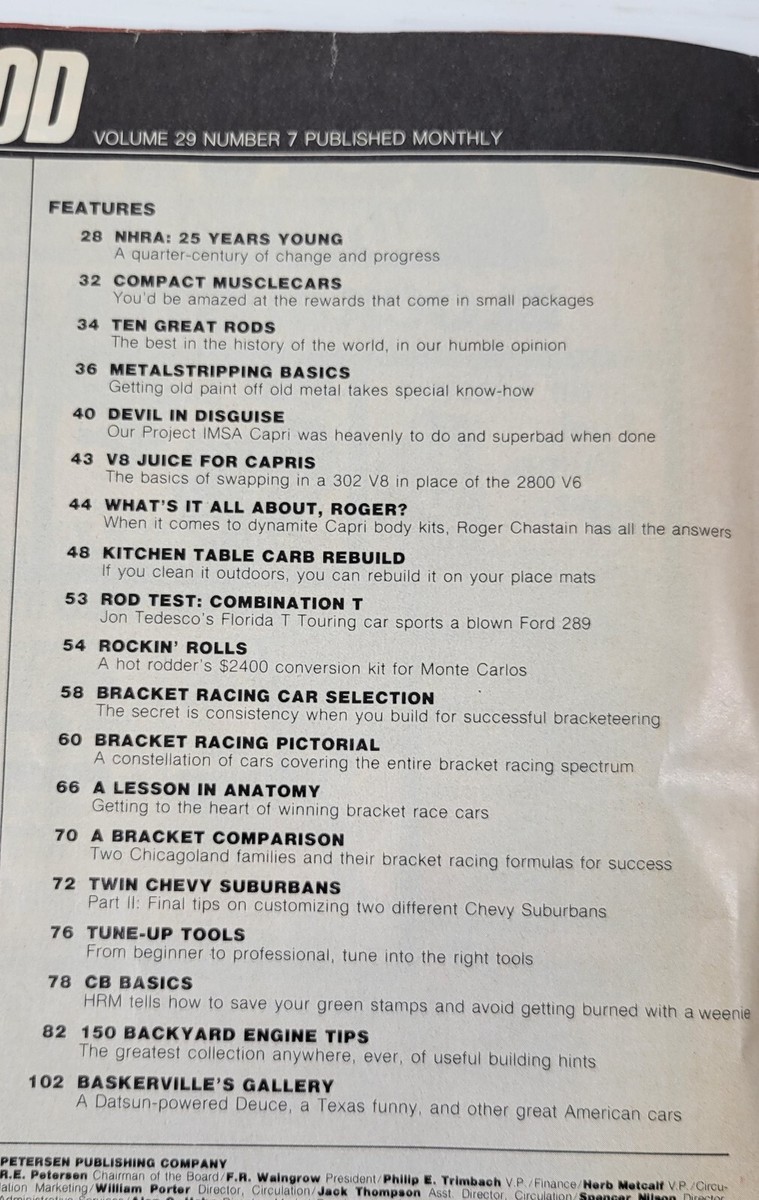 OD
VOLUME 29 NUMBER 7 PUBLISHED MONTHLY
FEATURES
28 NHRA: 25 YEARS YOUNG
A quarter-century of change and progress
32 COMPACT MUSCLECARS
You'd be amazed at the rewards that come in small packages
34 TEN GREAT RODS
The best in the history of the world, in our humble opinion
36 METALSTRIPPING BASICS
Getting old paint off old metal takes special know-how
40 DEVIL IN DISGUISE
Our Project IMSA Capri was heavenly to do and superbad when done
43 V8 JUICE FOR CAPRIS
The basics of swapping in a 302 V8 in place of the 2800 V6
44 WHAT'S IT ALL ABOUT, ROGER?
When it comes to dynamite Capri body kits, Roger Chastain has all the answers
48 KITCHEN TABLE CARB REBUILD
If you clean it outdoors, you can rebuild it on your place mats
53 ROD TEST: COMBINATION T
Jon Tedesco's Florida T Touring car sports a blown Ford 289
54 ROCKIN' ROLLS
A hot rodder's $2400 conversion kit for Monte Carlos
58 BRACKET RACING CAR SELECTION
The secret is consistency when you build for successful bracketeering
60 BRACKET RACING PICTORIAL
A constellation of cars covering the entire bracket racing spectrum
66 A LESSON IN ANATOMY
Getting to the heart of winning bracket race cars
70 A BRACKET COMPARISON
Two Chicagoland families and their bracket racing formulas for success
72 TWIN CHEVY SUBURBANS
Part II: Final tips on customizing two different Chevy Suburbans
76 TUNE-UP TOOLS
From beginner to professional, tune into the right tools
78 CB BASICS
HRM tells how to save your green stamps and avoid getting burned with a weenie
82 150 BACKYARD ENGINE TIPS
The greatest collection anywhere, ever, of useful building hints
102 BASKERVILLE'S GALLERY
A Datsun-powered Deuce, a Texas funny, and other great American cars
PETERSEN PUBLISHING COMPANY
R.E. Petersen Chairman of the Board/F.R. Waingrow President/Philip E. Trimbach V.P./Finance/Herb Metcalf V.P./Circu-
lation Marketing/William Porter Director, Circulation/Jack Thompson Asst. Director, Circulation/Spencer Nilson Director,